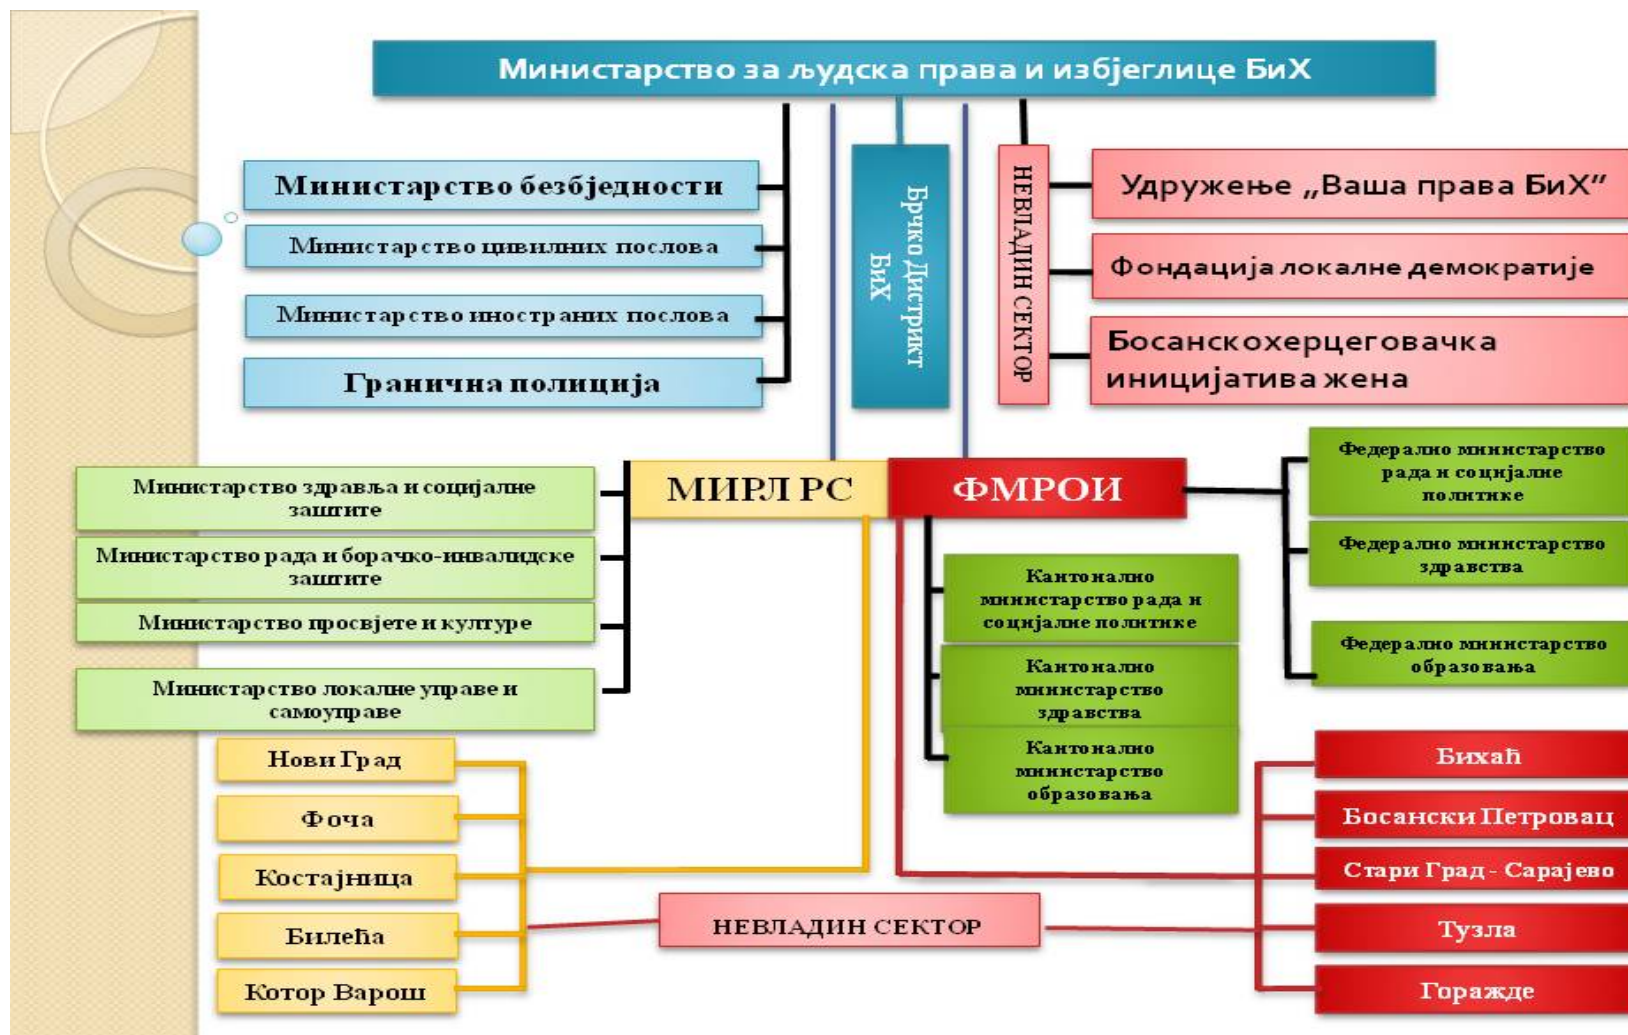 Министарство за људска права и избјеглице БиХ
Министарство безбједности
Министарство цивилних послова
Министарство иностраних послова
Гранична полиција
Брчко Дистрикт
БиХ
НЕВЛАДИН СЕКТОР
Удружење „Ваша права БиХ”
Фондација локалне демократије
Босанскохерцеговачка
иницијатива жена
МИРЛ РС
ФМРОИ
Министарство здравља и социјалне
заштите
Министарство рада и борачко-инвалидске
заштите
Министарство просвјете и културе
Министарство локалне управе и
самоуправе
Кантонално
министарство рада и
социјалне политике
Кантонално
министарство
здравства
Кантонално
министарство
образовања
Федерално министарство
рада и социјалне
политике
Федерално министарство
здравства
Федерално министарство
образовања
Нови Град
Фоча
Костајница
Билећа
Котор Варош
НЕВЛАДИН СЕКТОР
Бихаћ
Босански Петровац
Стари Град - Сарајево
Тузла
Горажде